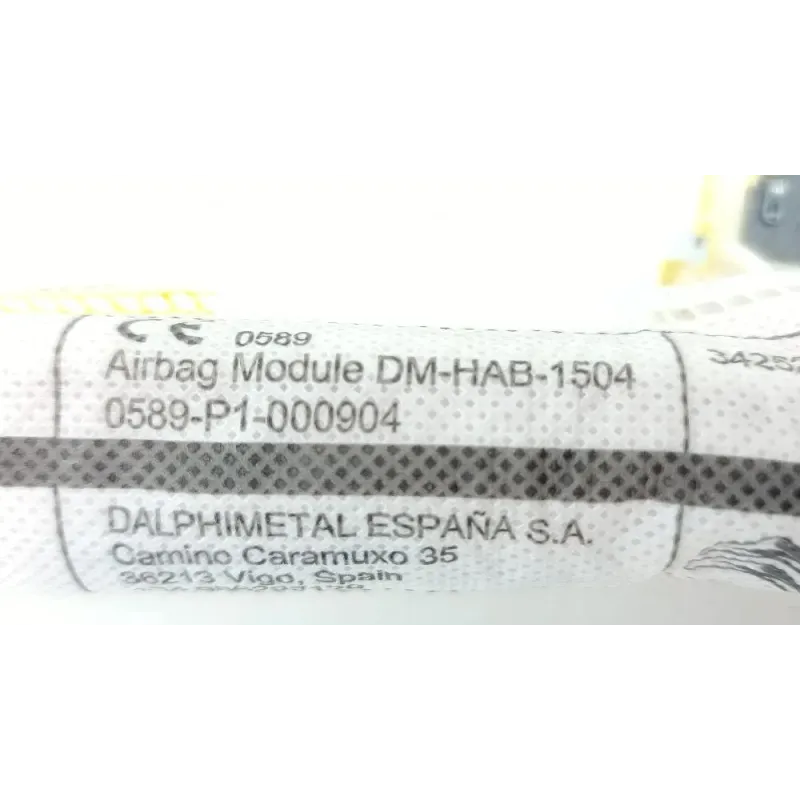 CE 0589
Airbag Module DM-HAB-1504
0589-P1-000904
DALPHIMETAL ESPAÑA S.A.
Camino Caramuxo 35
36213 Vigo, Spain